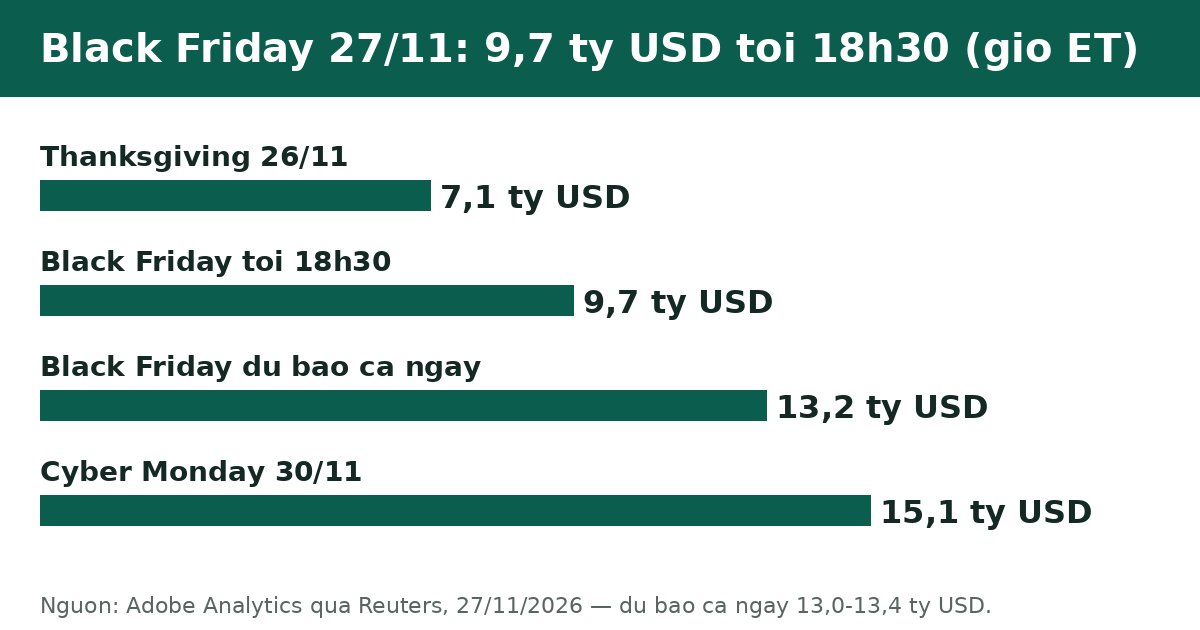 Black Friday 27/11: 9,7 ty USD toi 18h30 (gio ET)
Thanksgiving 26/11
7,1 ty USD
Black Friday toi 18h30
9,7 ty USD
Black Friday du bao ca ngay
13,2 ty USD
Cyber Monday 30/11
15,1 ty USD
Nguon: Adobe Analytics qua Reuters, 27/11/2026 — du bao ca ngay 13,0-13,4 ty USD.